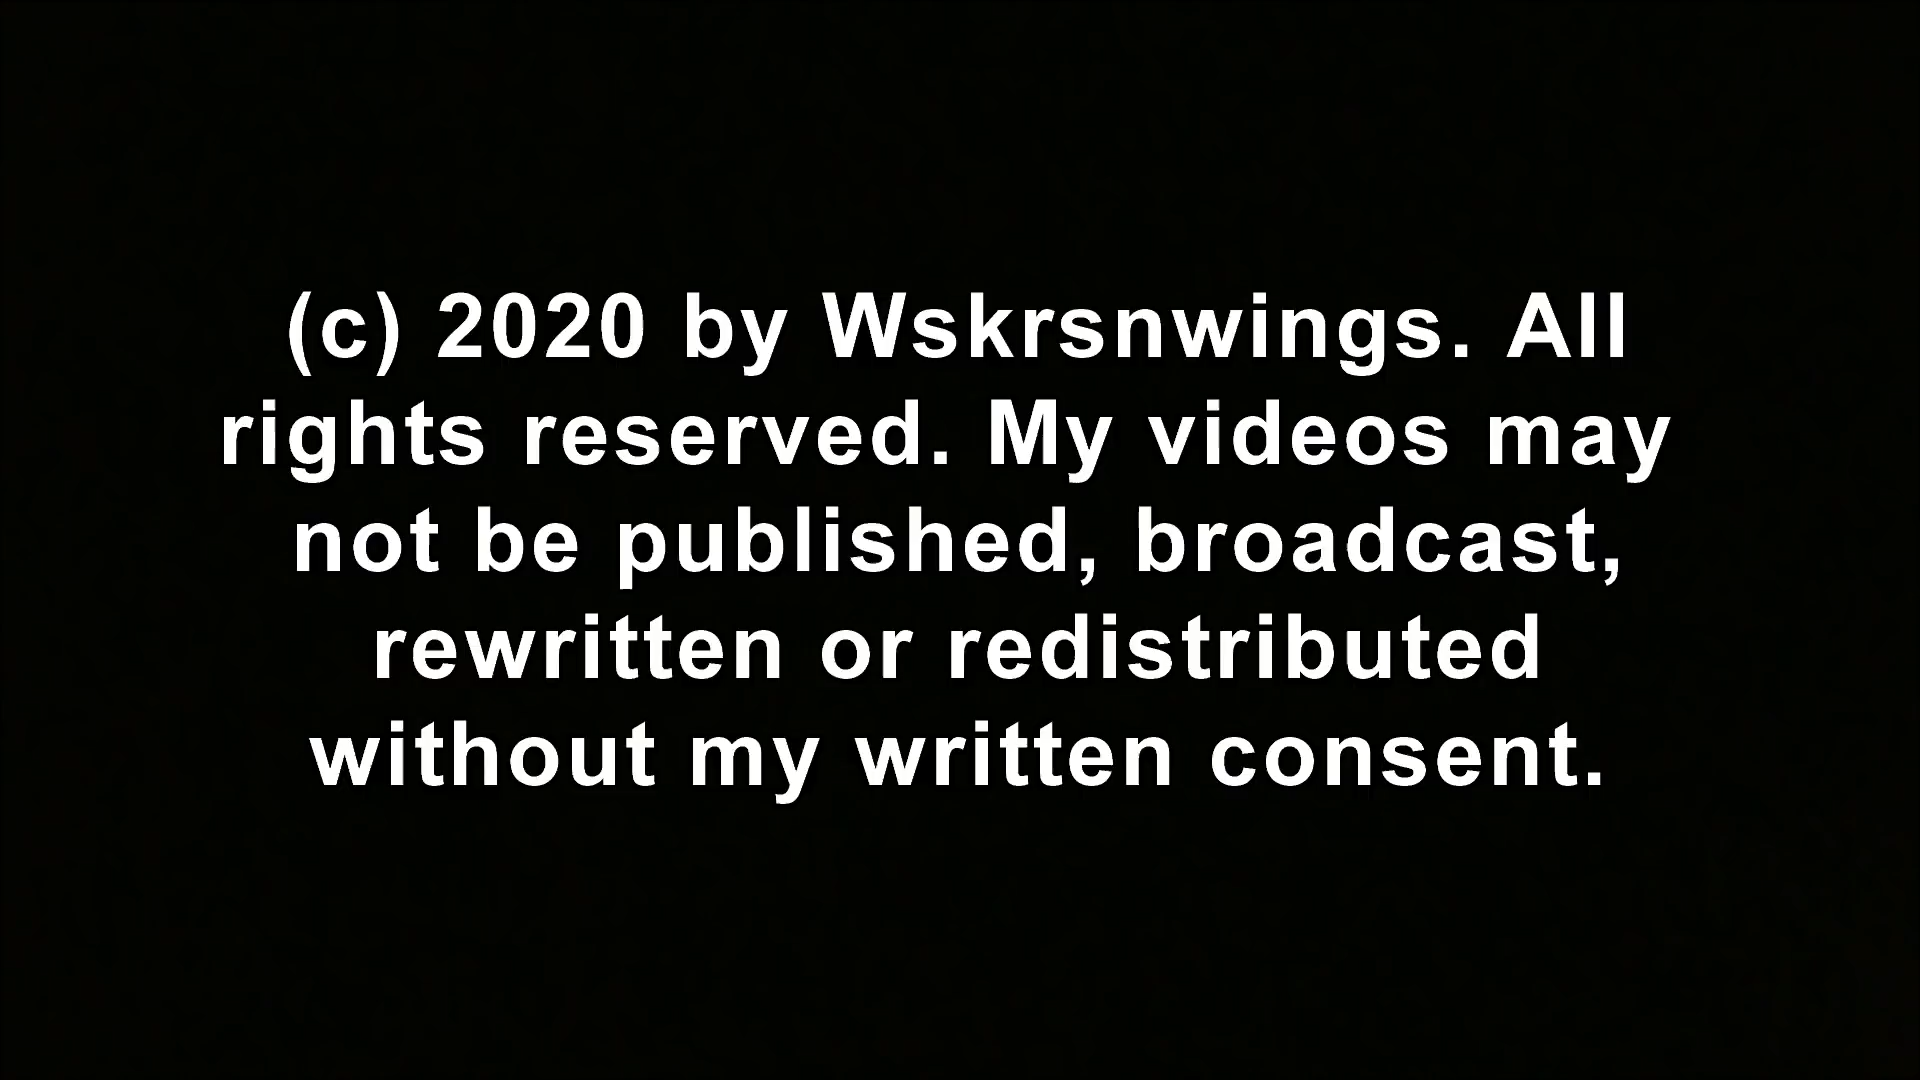 (c) 2020 by Wskrsnwings. All
rights reserved. My videos may
not be published, broadcast,
rewritten or redistributed
without my written consent.